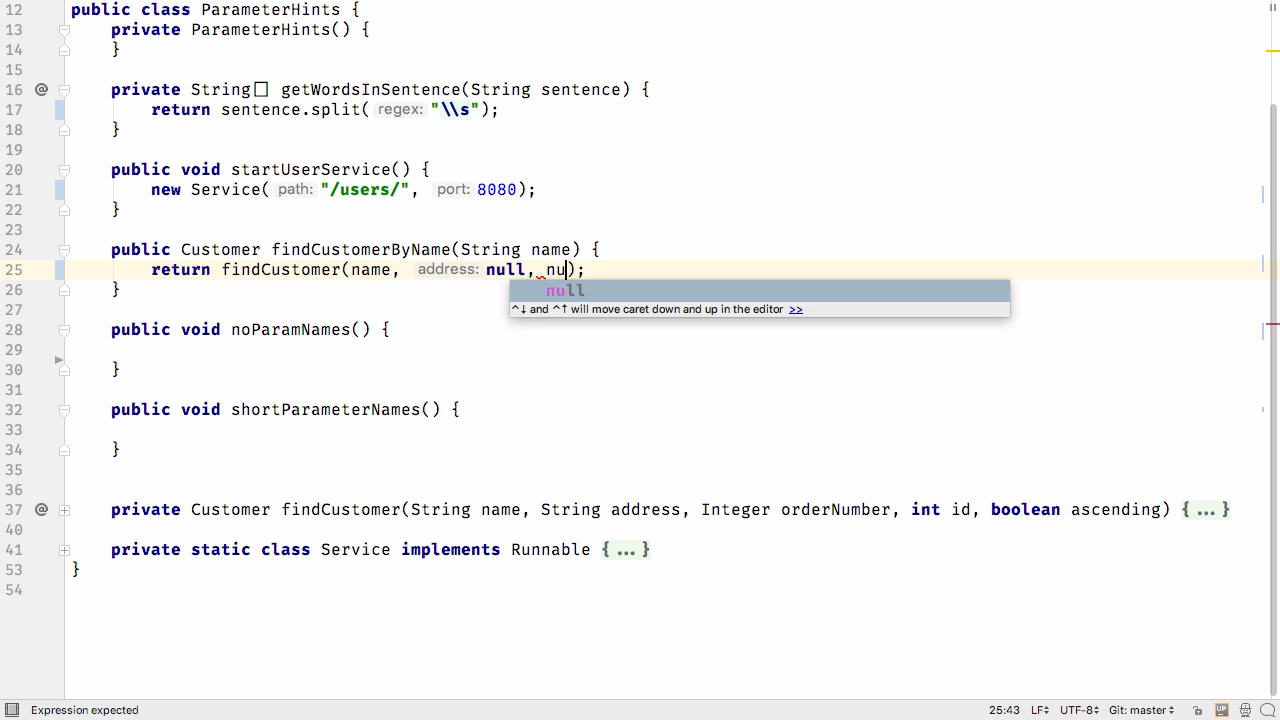 12 public class ParameterHints {
13     private ParameterHints() {
14     }
15
16 @     private String[] getWordsInSentence(String sentence) {
17         return sentence.split( regex: "\\s");
18     }
19
20     public void startUserService() {
21         new Service( path: "/users/", port: 8080);
22     }
23
24     public Customer findCustomerByName(String name) {
25         return findCustomer(name, address: null, nu);
null
26     }
^↓ and ^↑ will move caret down and up in the editor >>
27
28     public void noParamNames() {
29
30     }
31
32     public void shortParameterNames() {
33
34     }
35
36
37 @     private Customer findCustomer(String name, String address, Integer orderNumber, int id, boolean ascending) {...}
40
41     private static class Service implements Runnable {...}
53 }
54
Expression expected 25:43 LF UTF-8 Git: master UP